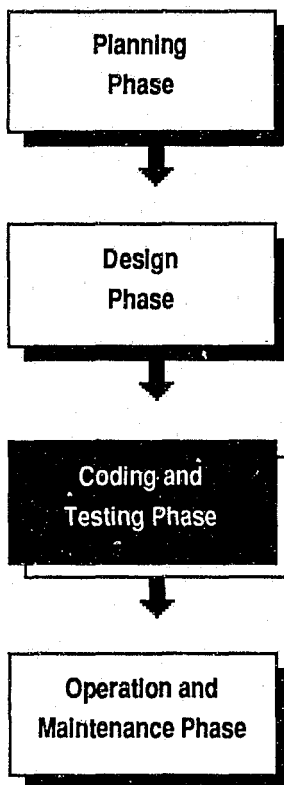 Planning
Phase
Design
Phase
Coding and
Testing Phase
Operation and
Maintenance Phase